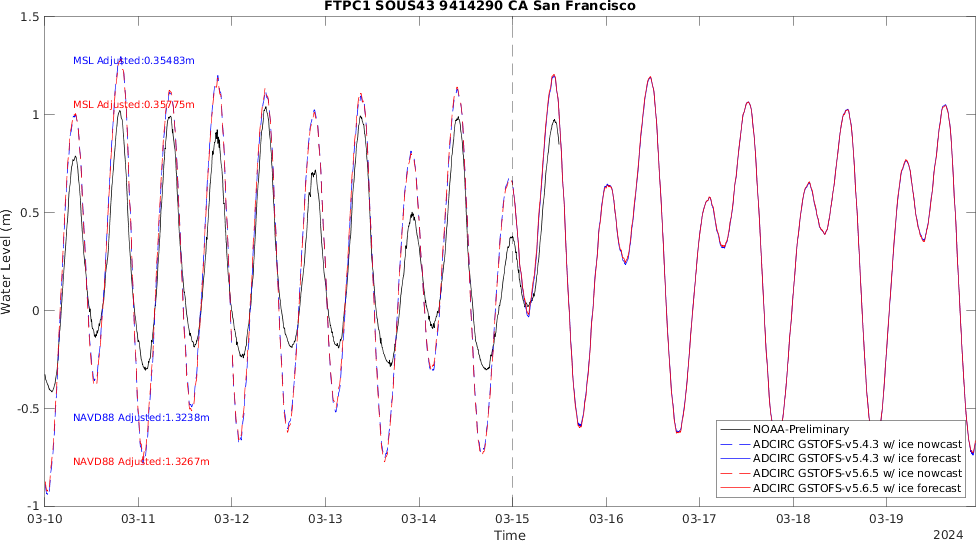 FTPC1 SOUS43 9414290 CA San Francisco
1.5
MSL Adjusted:0.35483m
MSL Adjusted:0.35775m
1
0.5
Water Level (m)
0
-0.5
NAVD88 Adjusted:1.3238m
NAVD88 Adjusted:1.3267m
-1
NOAA-Preliminary
ADCIRC GSTOFS-v5.4.3 w/ ice nowcast
ADCIRC GSTOFS-v5.4.3 w/ ice forecast
ADCIRC GSTOFS-v5.6.5 w/ ice nowcast
ADCIRC GSTOFS-v5.6.5 w/ ice forecast
03-10 03-11 03-12 03-13 03-14 03-15 03-16 03-17 03-18 03-19
Time
2024